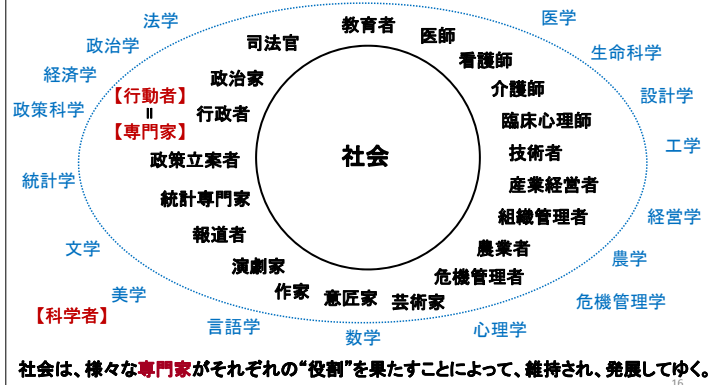 法学
政治学
経済学
政策科学
統計学
文学
美学
【科学者】
言語学
数学
心理学
危機管理学
農学
経営学
工学
設計学
生命科学
医学
教育者
司法官
政治家
【行動者】
=
【専門家】
行政者
政策立案者
統計専門家
報道者
演劇家
作家
意匠家
芸術家
危機管理者
農業者
組織管理者
産業経営者
技術者
臨床心理師
介護師
看護師
医師
社会
社会は、様々な専門家がそれぞれの“役割”を果たすことによって、維持され、発展してゆく。
16